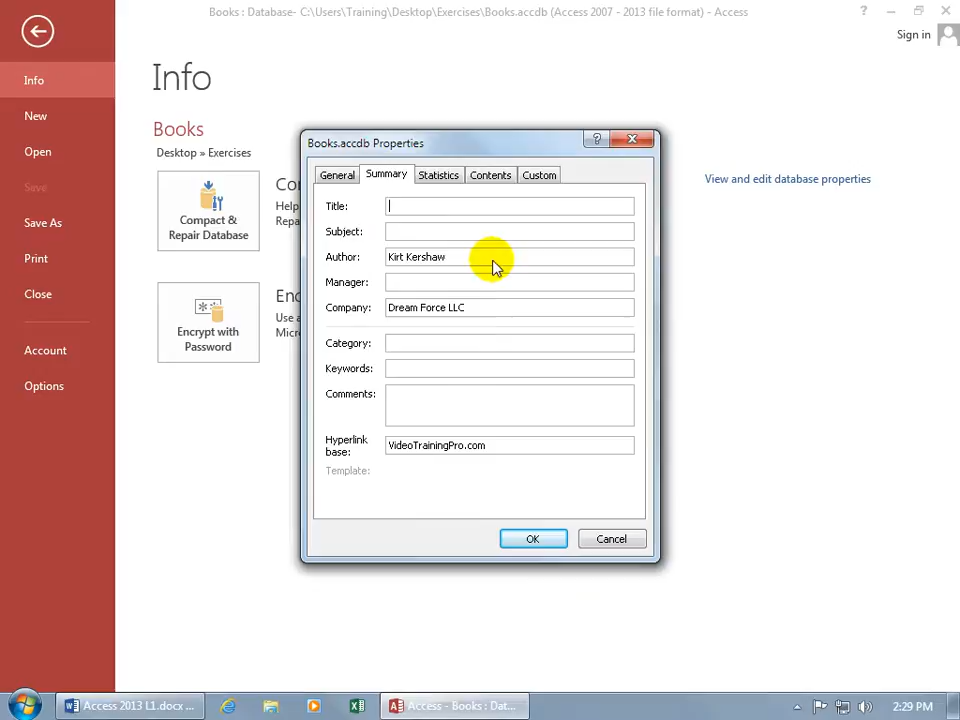 Books : Database- C:\Users\Training\Desktop\Exercises\Books.accdb (Access 2007 - 2013 file format) - Access
?
Sign in
Info
New
Open
Save
Save As
Print
Close
Account
Options
Info
Books
Desktop » Exercises
Compact &
Repair Database
Help
Encrypt with
Password
Use a
View and edit database properties
Books.accdb Properties
?
General
Summary
Statistics
Contents
Custom
Title:
Subject:
Author: Kirt Kershaw
Manager:
Company: Dream Force LLC
Category:
Keywords:
Comments:
Hyperlink
base: VideoTrainingPro.com
Template:
OK
Cancel
Access 2013 L1.docx ...
Access - Books : Dat...
2:29 PM